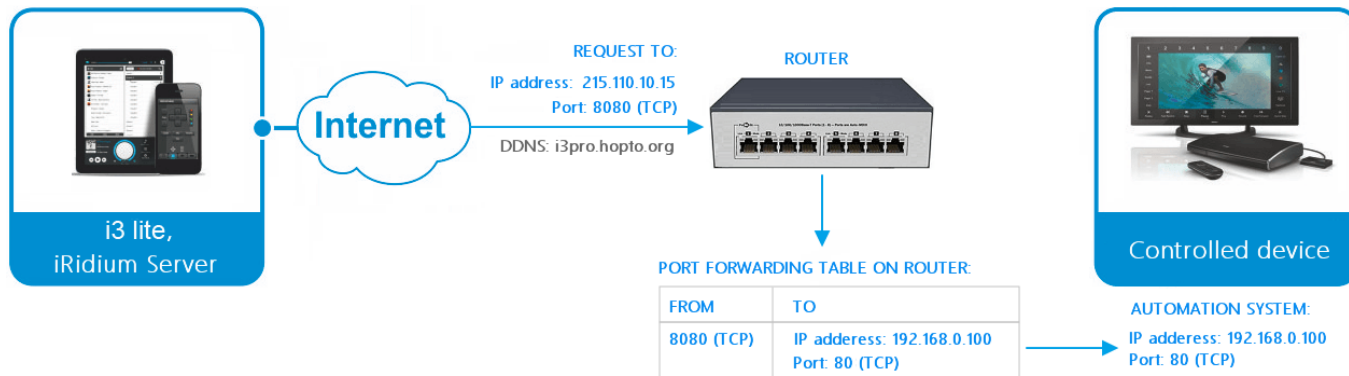 i3 lite,
iRidium Server
Internet
REQUEST TO:
IP address: 215.110.10.15
Port: 8080 (TCP)
DDNS: i3pro.hopto.org
ROUTER
PORT FORWARDING TABLE ON ROUTER:
FROM TO
8080 (TCP) IP adderess: 192.168.0.100
Port: 80 (TCP)
Controlled device
AUTOMATION SYSTEM:
IP adderess: 192.168.0.100
Port: 80 (TCP)